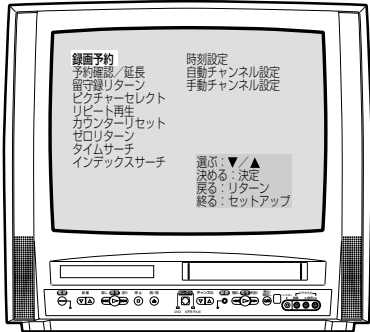 録画予約
予約確認／延長
留守録リターン
ピクチャーセレクト
リピート再生
カウンターリセット
ゼロリターン
タイムサーチ
インデックスサーチ
時刻設定
自動チャンネル設定
手動チャンネル設定
選ぶ：▼／▲
決める：決定
戻る：リターン
終る：セットアップ
チャンネル